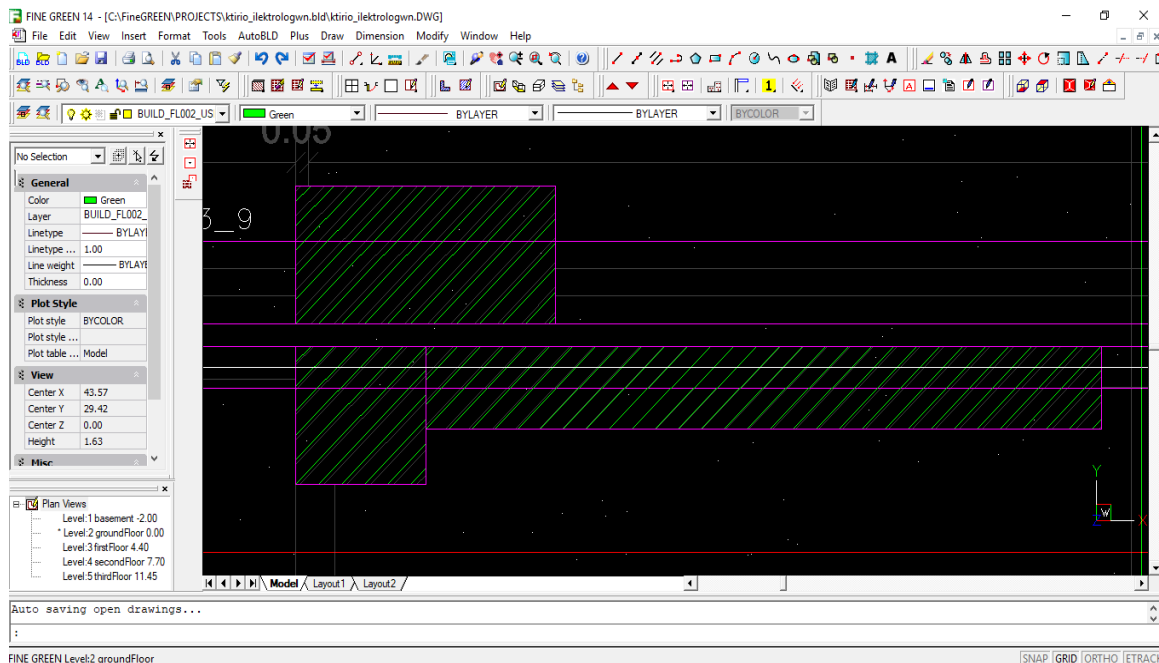 FINE GREEN 14 - [C:\FineGREEN\PROJECTS\ktirio_ilektrologwn.bld\ktirio_ilektrologwn.DWG]
File Edit View Insert Format Tools AutoBLD Plus Draw Dimension Modify Window Help
BUILD_FL002_US Green BYLAYER BYLAYER BYCOLOR
No Selection
General
Color Green
Layer BUILD_FL002_
Linetype BYLAYE
Linetype ... 1.00
Line weight BYLAYE
Thickness 0.00
Plot Style
Plot style BYCOLOR
Plot style ...
Plot table ... Model
View
Center X 43.57
Center Y 29.42
Center Z 0.00
Height 1.63
Misc
0.05
3_9
Y
W
X
Plan Views
Level:1 basement -2.00
* Level:2 groundFloor 0.00
Level:3 firstFloor 4.40
Level:4 secondFloor 7.70
Level:5 thirdFloor 11.45
Model Layout1 Layout2
Auto saving open drawings...
:
FINE GREEN Level:2 groundFloor
SNAP GRID ORTHO ETRACK